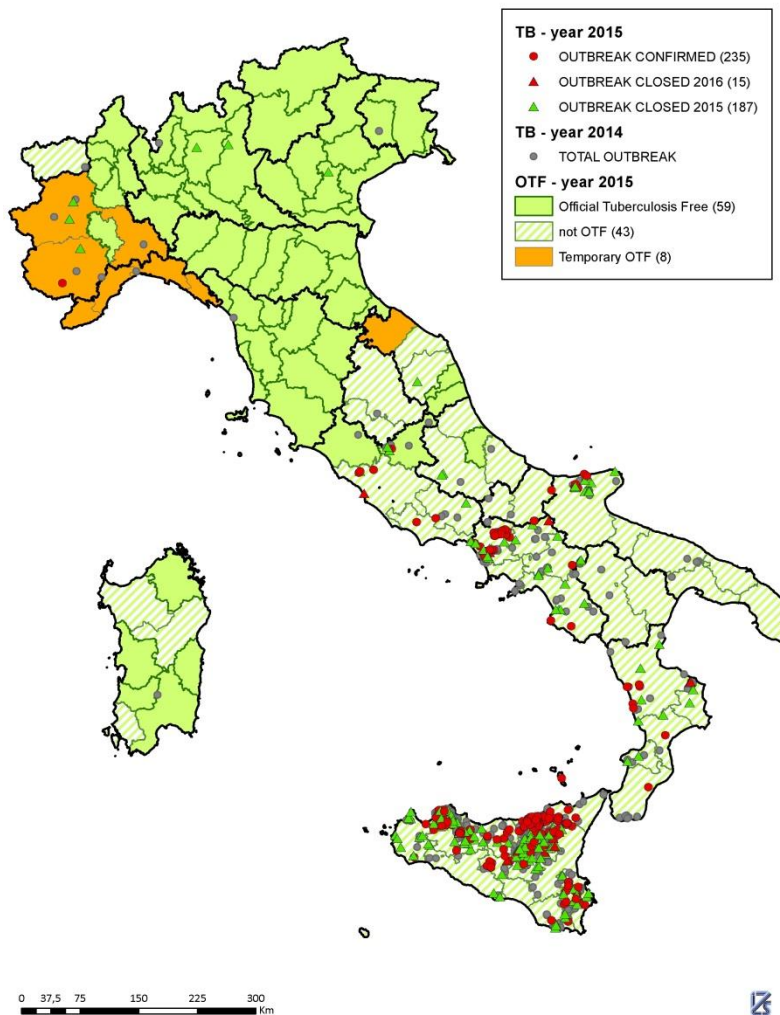 TB - year 2015
OUTBREAK CONFIRMED (235)
OUTBREAK CLOSED 2016 (15)
OUTBREAK CLOSED 2015 (187)
TB - year 2014
TOTAL OUTBREAK
OTF - year 2015
Official Tuberculosis Free (59)
not OTF (43)
Temporary OTF (8)
0 37,5 75 150 225 300
Km